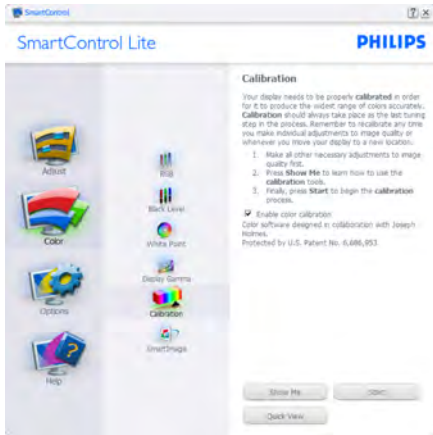 SmartControl
SmartControl Lite
PHILIPS
Adjust
Color
Options
Help
RGB
Black Level
White Point
Display Gamma
Calibration
SmartImage
Calibration
Your display needs to be properly calibrated in order
for it to produce the widest range of colors accurately.
Calibration should always take place as the last tuning
step in the process. Remember to recalibrate any time
you make individual adjustments to image quality or
whenever you move your display to a new location.
1. Make all other necessary adjustments to image
quality first.
2. Press Show Me to learn how to use the
calibration tools.
3. Finally, press Start to begin the calibration
process.
Enable color calibration
Color software designed in collaboration with Joseph
Holmes.
Protected by U.S. Patent No. 6,686,953
Show Me
Start
Quick View